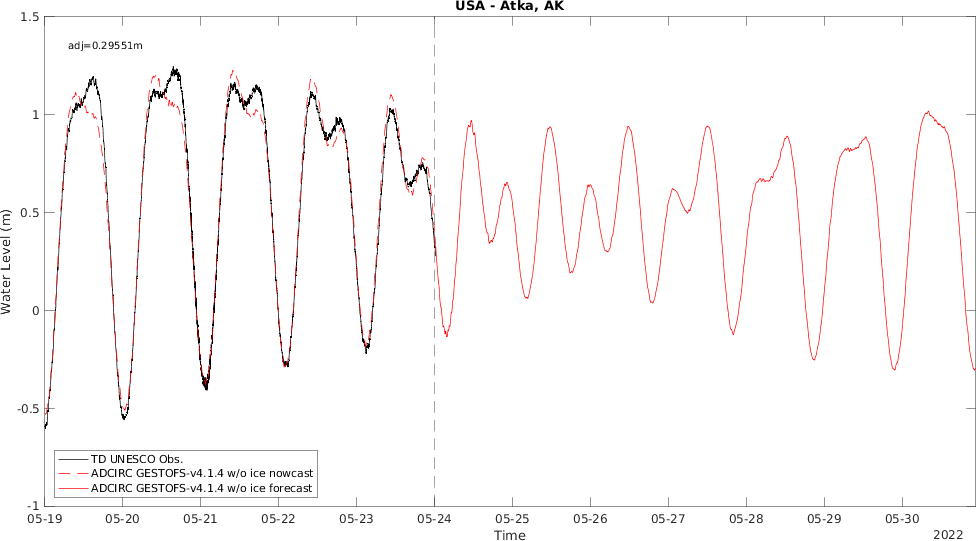 USA - Atka, AK
1.5
adj=0.29551m
1
0.5
Water Level (m)
0
-0.5
TD UNESCO Obs.
ADCIRC GESTOFS-v4.1.4 w/o ice nowcast
ADCIRC GESTOFS-v4.1.4 w/o ice forecast
-1
05-19 05-20 05-21 05-22 05-23 05-24 05-25 05-26 05-27 05-28 05-29 05-30
Time
2022